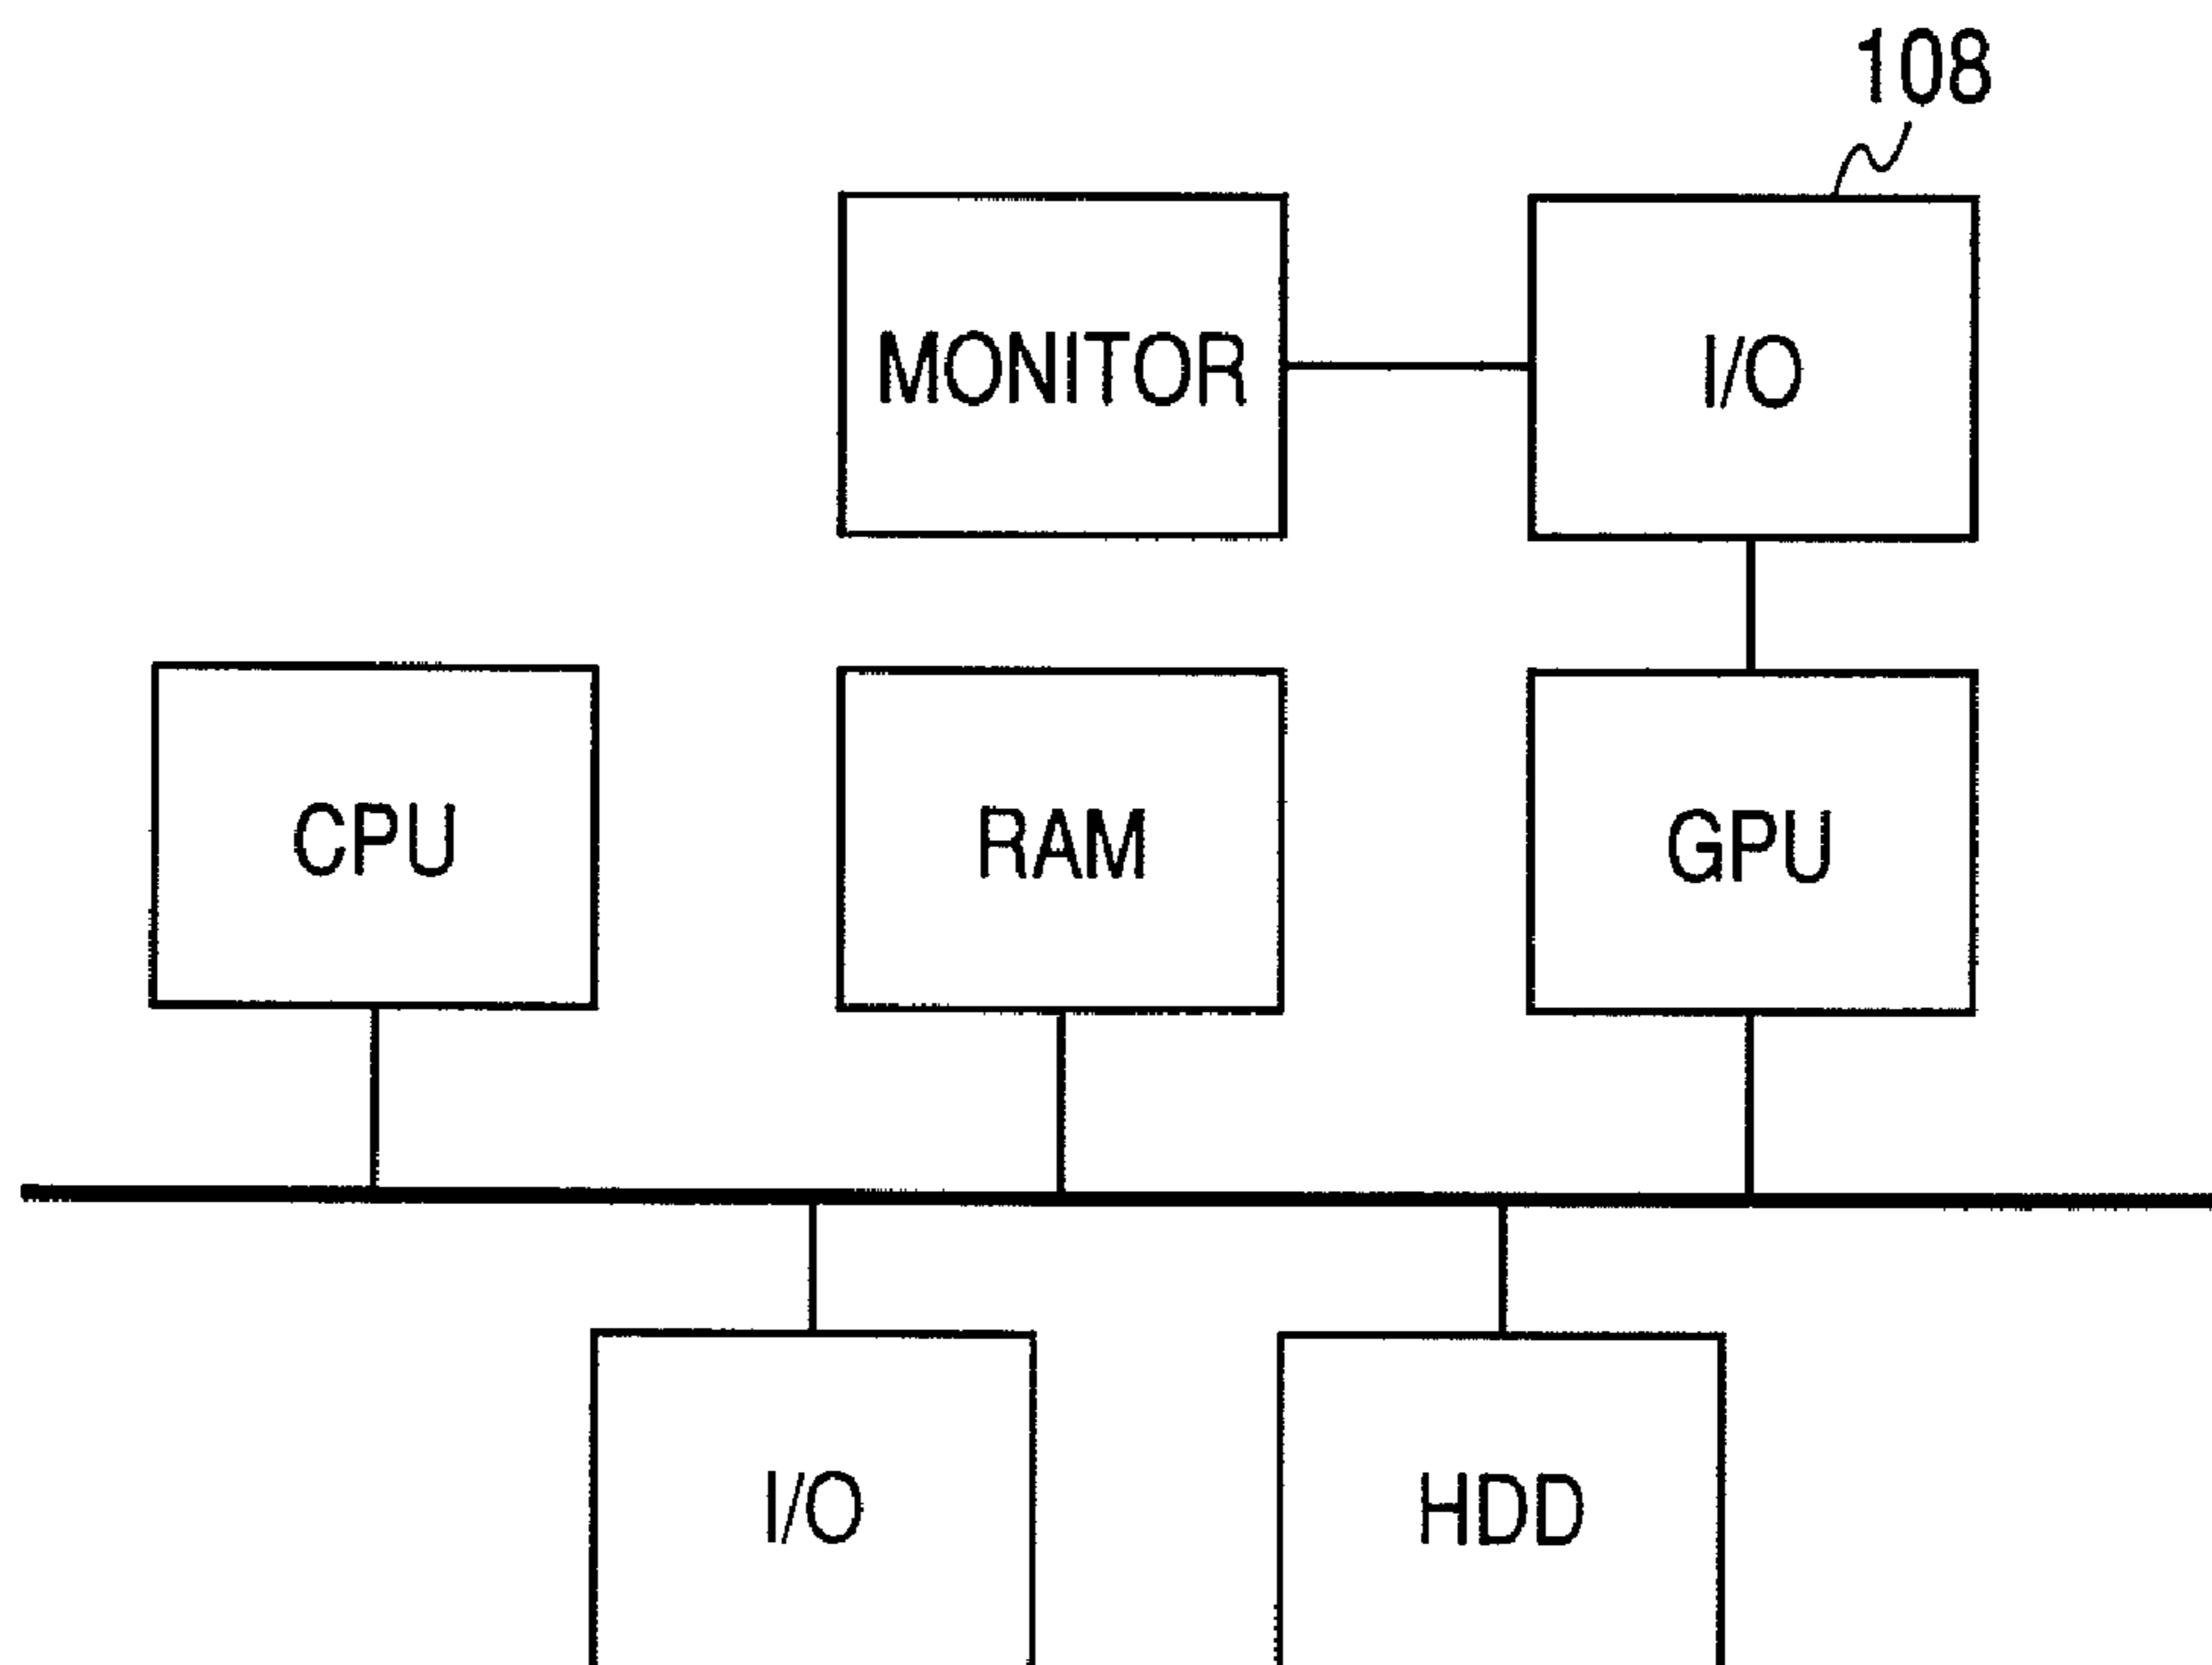 108
MONITOR
I/O
CPU
RAM
GPU
I/O
HDD